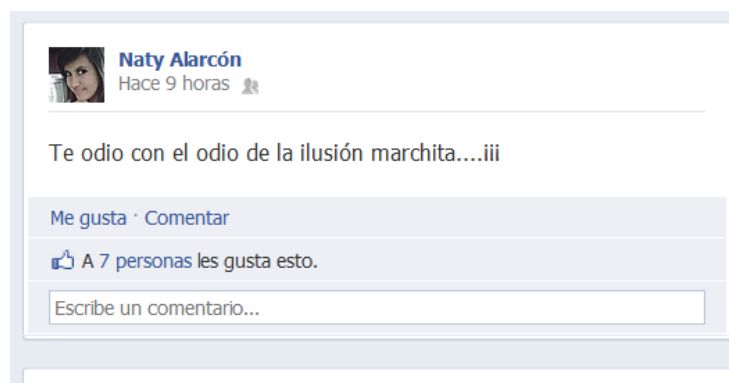 Naty Alarcón
Hace 9 horas
Te odio con el odio de la ilusión marchita....iii
Me gusta · Comentar
A 7 personas les gusta esto.
Escribe un comentario...